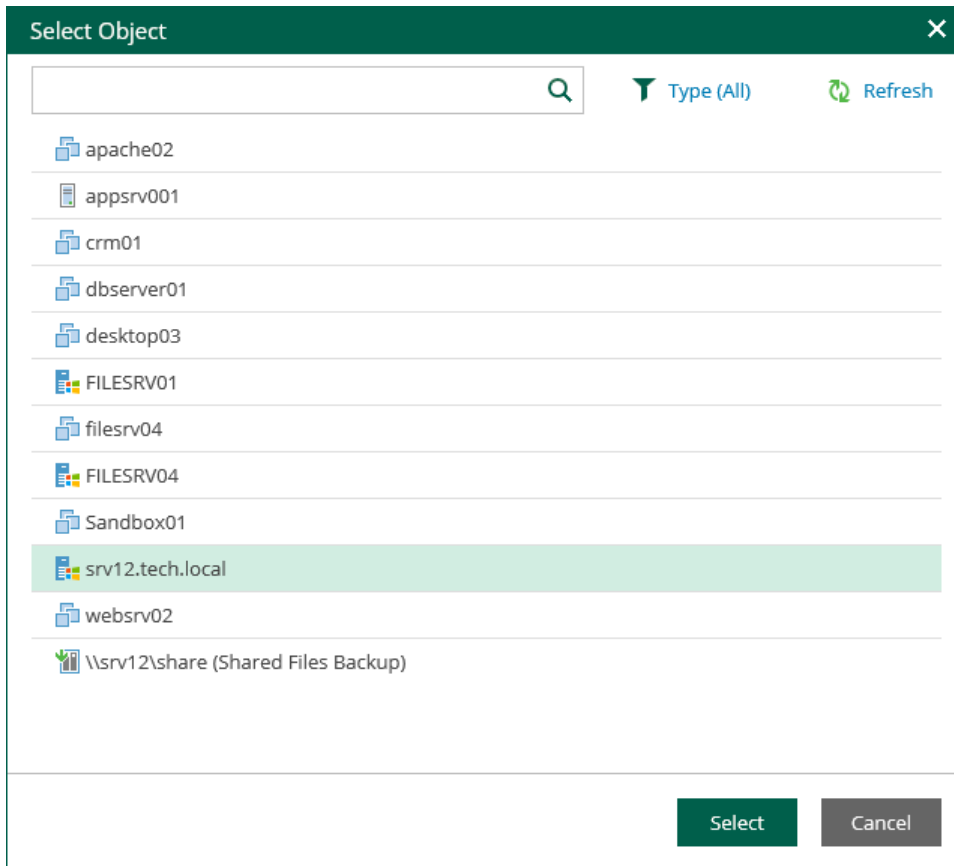 Select Object
Type (All)
Refresh
apache02
appsrv001
crm01
dbserver01
desktop03
FILESRV01
filesrv04
FILESRV04
Sandbox01
srv12.tech.local
websrv02
\\srv12\share (Shared Files Backup)
Select
Cancel